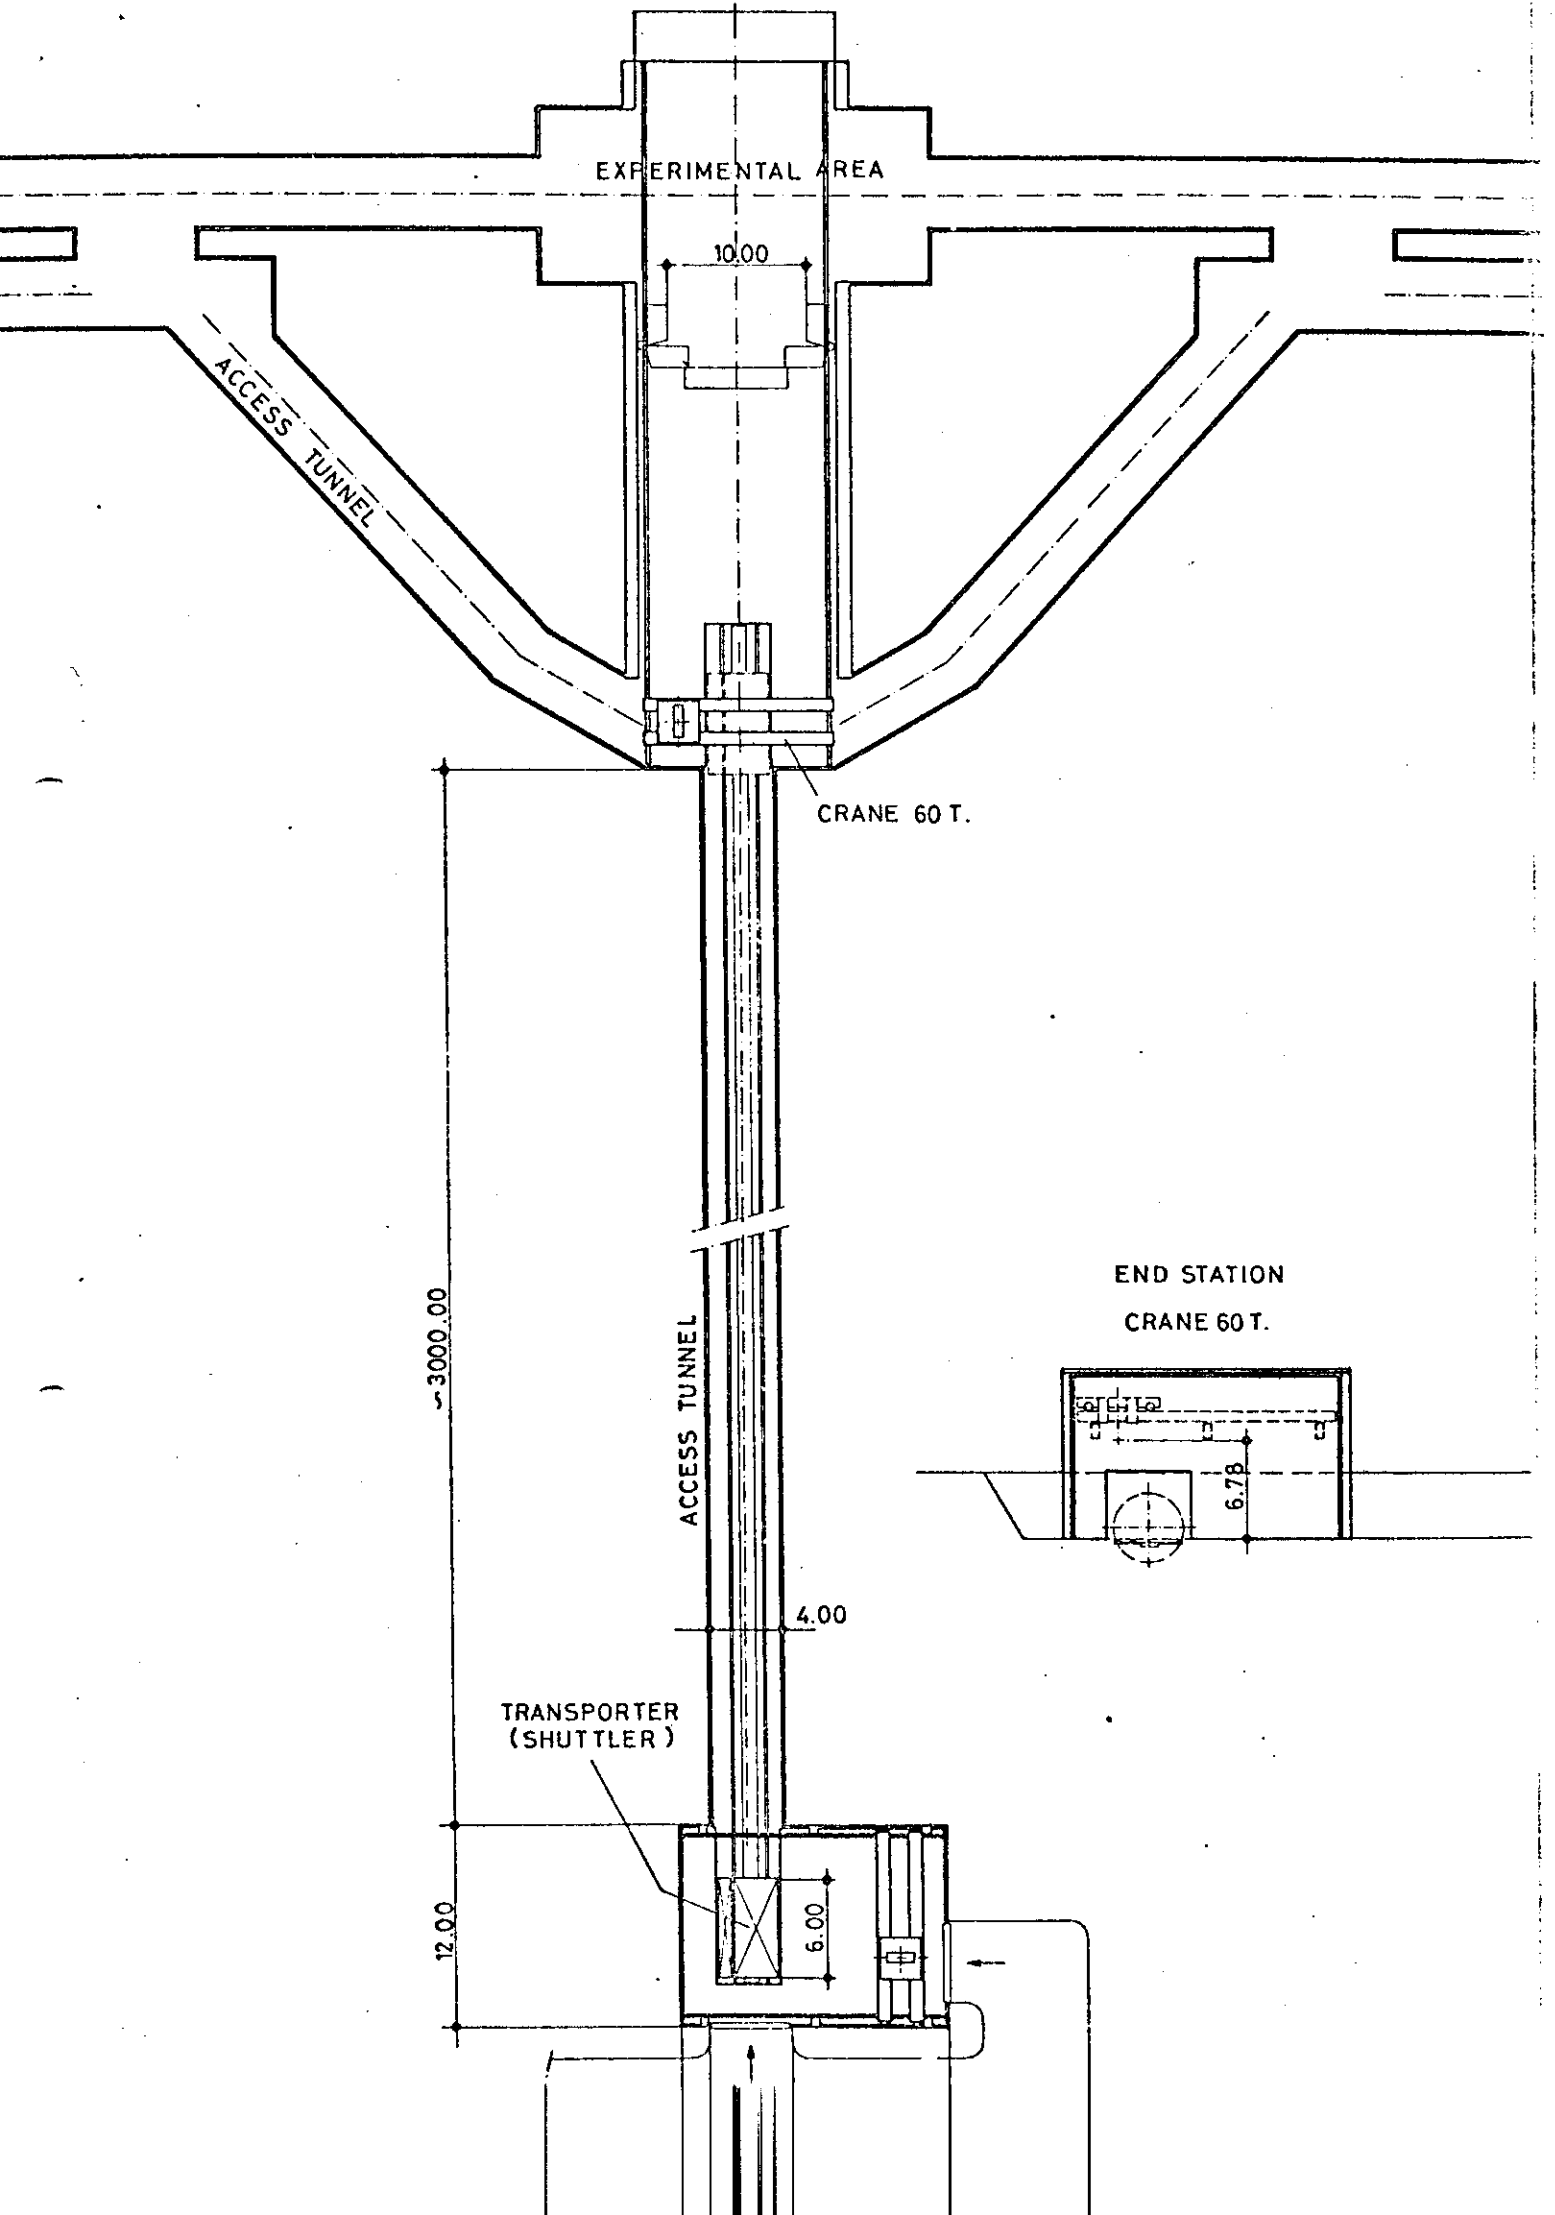 EXPERIMENTAL AREA
10.00
ACCESS TUNNEL
CRANE 60 T.
~3000.00
ACCESS TUNNEL
END STATION
CRANE 60 T.
6.78
4.00
TRANSPORTER
(SHUTTLER)
12.00
6.00